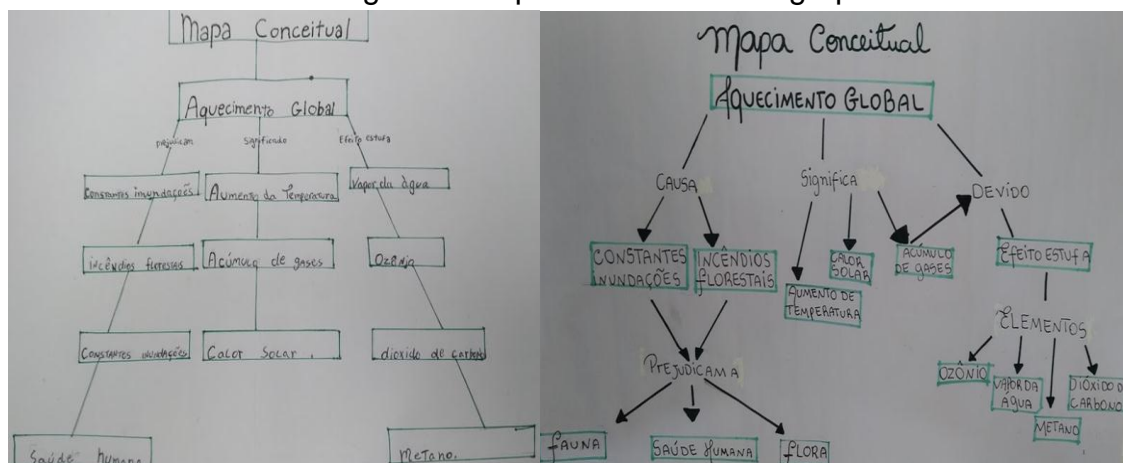 Mapa Conceitual
Aquecimento Global
prejudicam
Significado
Efeito estufa
Constantes inundações
Aumento da Temperatura
Vapor da água
incêndios florestais
Acúmulo de gases
Ozônio
Constantes inundações
Calor Solar.
dióxido de carbono
Saúde humana
Metano.
Mapa Conceitual
AQUECIMENTO GLOBAL
CAUSA
Significa
DEVIDO
CONSTANTES
INUNDAÇÕES
INCÊNDIOS
FLORESTAIS
CALOR
SOLAR
ACÚMULO
DE GASES
EFEITO ESTUFA
AUMENTO DE
TEMPERATURA
ELEMENTOS
PREJUDICAM A
OZÔNIO
VAPOR DA
ÁGUA
DIÓXIDO D
CARBONO
METANO
FAUNA
SAÚDE HUMANA
FLORA